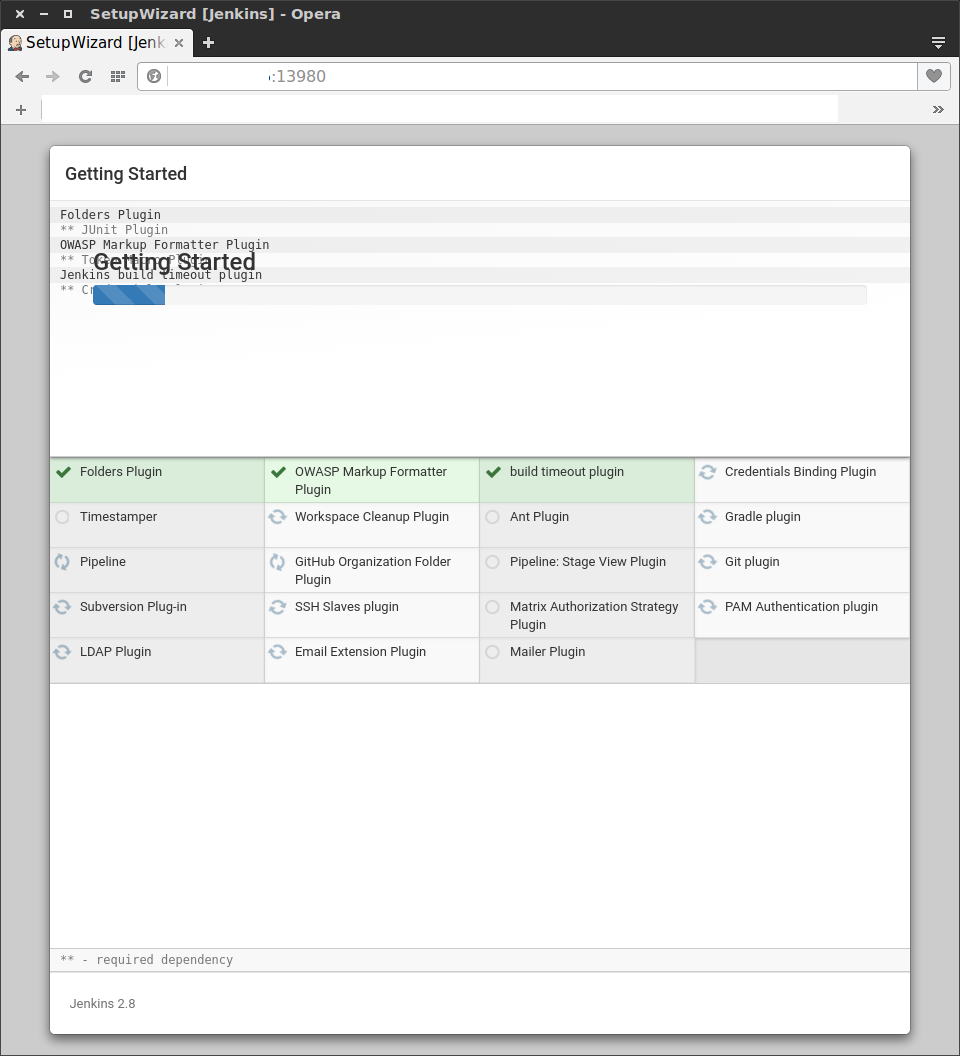 SetupWizard [Jenkins] - Opera
SetupWizard [Jenk
:13980
Getting Started
Folders Plugin
** JUnit Plugin
OWASP Markup Formatter Plugin
**
Getting Started
Jenkins build timeout plugin
**
Folders Plugin
OWASP Markup Formatter
Plugin
build timeout plugin
Credentials Binding Plugin
Timestamper
Workspace Cleanup Plugin
Ant Plugin
Gradle plugin
Pipeline
GitHub Organization Folder
Plugin
Pipeline: Stage View Plugin
Git plugin
Subversion Plug-in
SSH Slaves plugin
Matrix Authorization Strategy
Plugin
PAM Authentication plugin
LDAP Plugin
Email Extension Plugin
Mailer Plugin
** - required dependency
Jenkins 2.8